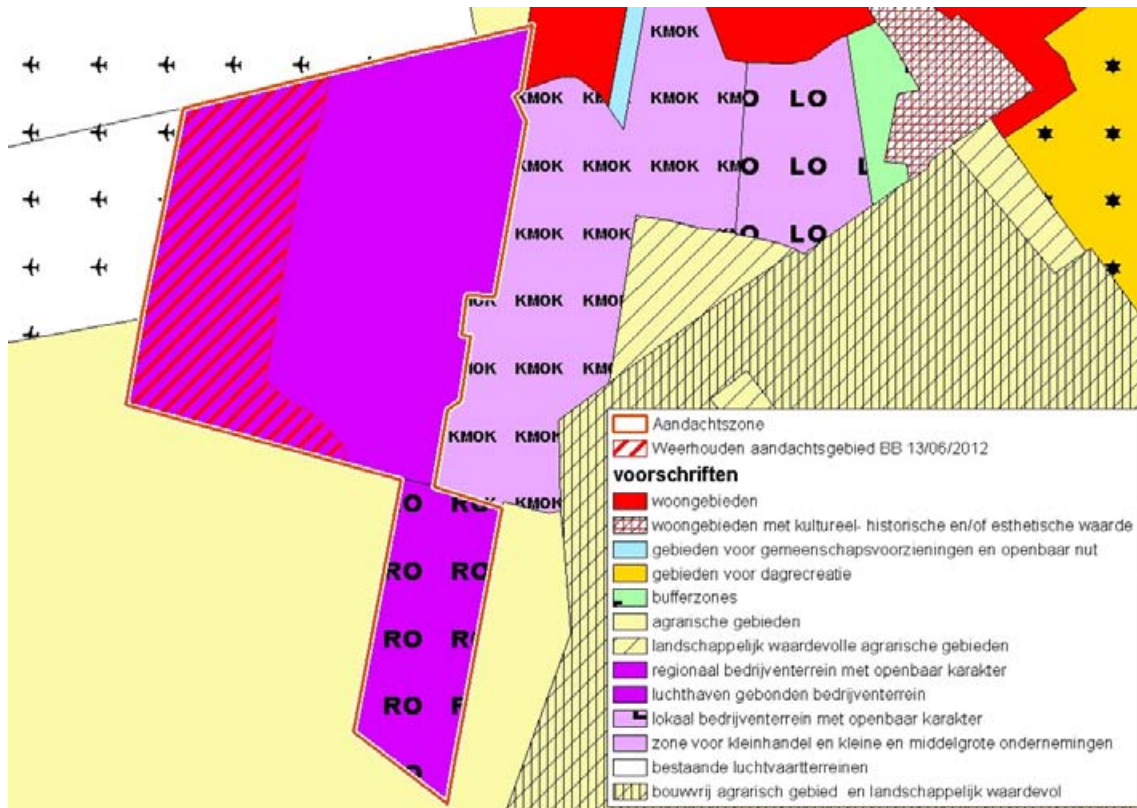 KMOK
KMOK KMOK KMO LO
KMOK KMOK KMO LO L
KMOK KMOK O LO
KMOK KMO
KMOK KM
KMOK KMOK
RO RO KMOK
RO RO
RO R
RO
Aandachtszone
Weerhouden aandachtsgebied BB 13/06/2012
voorschriften
woongebieden
woongebieden met kultureel- historische en/of esthetische waarde
gebieden voor gemeenschapsvoorzieningen en openbaar nut
gebieden voor dagrecreatie
bufferzones
agrarische gebieden
landschappelijk waardevolle agrarische gebieden
regionaal bedrijventerrein met openbaar karakter
luchthaven gebonden bedrijventerrein
lokaal bedrijventerrein met openbaar karakter
zone voor kleinhandel en kleine en middelgrote ondernemingen
bestaande luchtvaartterreinen
bouwvrij agrarisch gebied en landschappelijk waardevol